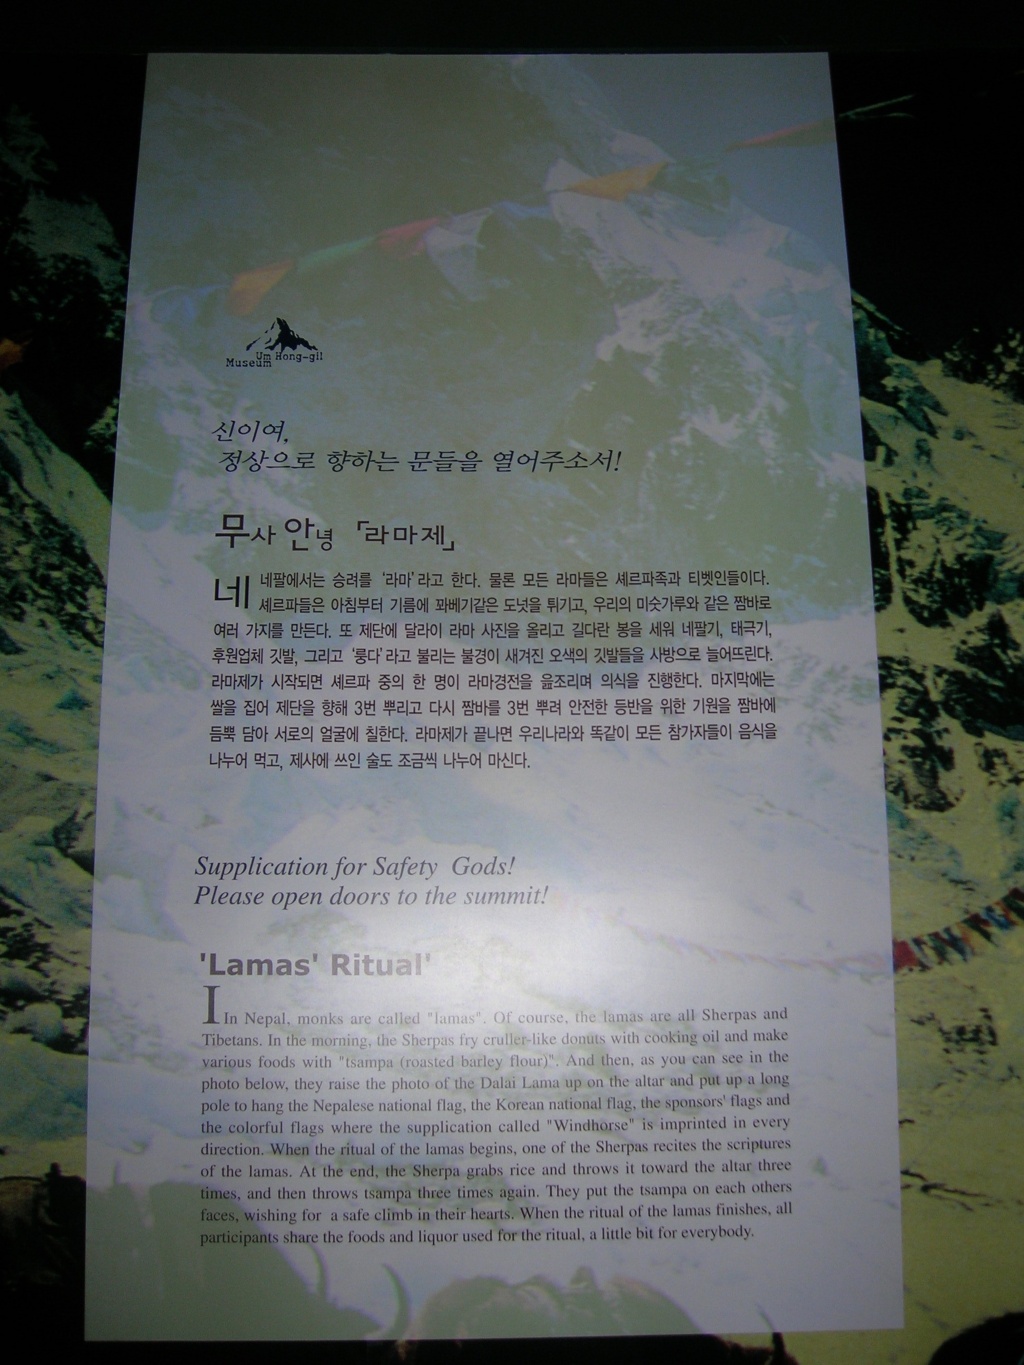 Um Hong-gil
Museum
신이여,
정상으로 향하는 문들을 열어주소서!
무사 안녕 「라마제」
네 네팔에서는 승려를 '라마'라고 한다. 물론 모든 라마들은 셰르파족과 티벳인들이다.
셰르파들은 아침부터 기름에 꽈베기같은 도넛을 튀기고, 우리의 미숫가루와 같은 짬바로
여러 가지를 만든다. 또 제단에 달라이 라마 사진을 올리고 길다란 봉을 세워 네팔기, 태극기,
후원업체 깃발, 그리고 '룽다'라고 불리는 불경이 새겨진 오색의 깃발들을 사방으로 늘어뜨린다.
라마제가 시작되면 셰르파 중의 한 명이 라마경전을 읊조리며 의식을 진행한다. 마지막에는
쌀을 집어 제단을 향해 3번 뿌리고 다시 짬바를 3번 뿌려 안전한 등반을 위한 기원을 짬바에
듬뿍 담아 서로의 얼굴에 칠한다. 라마제가 끝나면 우리나라와 똑같이 모든 참가자들이 음식을
나누어 먹고, 제사에 쓰인 술도 조금씩 나누어 마신다.
Supplication for Safety Gods!
Please open doors to the summit!
'Lamas' Ritual'
I In Nepal, monks are called "lamas". Of course, the lamas are all Sherpas and
Tibetans. In the morning, the Sherpas fry cruller-like donuts with cooking oil and make
various foods with "tsampa (roasted barley flour)". And then, as you can see in the
photo below, they raise the photo of the Dalai Lama up on the altar and put up a long
pole to hang the Nepalese national flag, the Korean national flag, the sponsors' flags and
the colorful flags where the supplication called "Windhorse" is imprinted in every
direction. When the ritual of the lamas begins, one of the Sherpas recites the scriptures
of the lamas. At the end, the Sherpa grabs rice and throws it toward the altar three
times, and then throws tsampa three times again. They put the tsampa on each others
faces, wishing for a safe climb in their hearts. When the ritual of the lamas finishes, all
participants share the foods and liquor used for the ritual, a little bit for everybody.